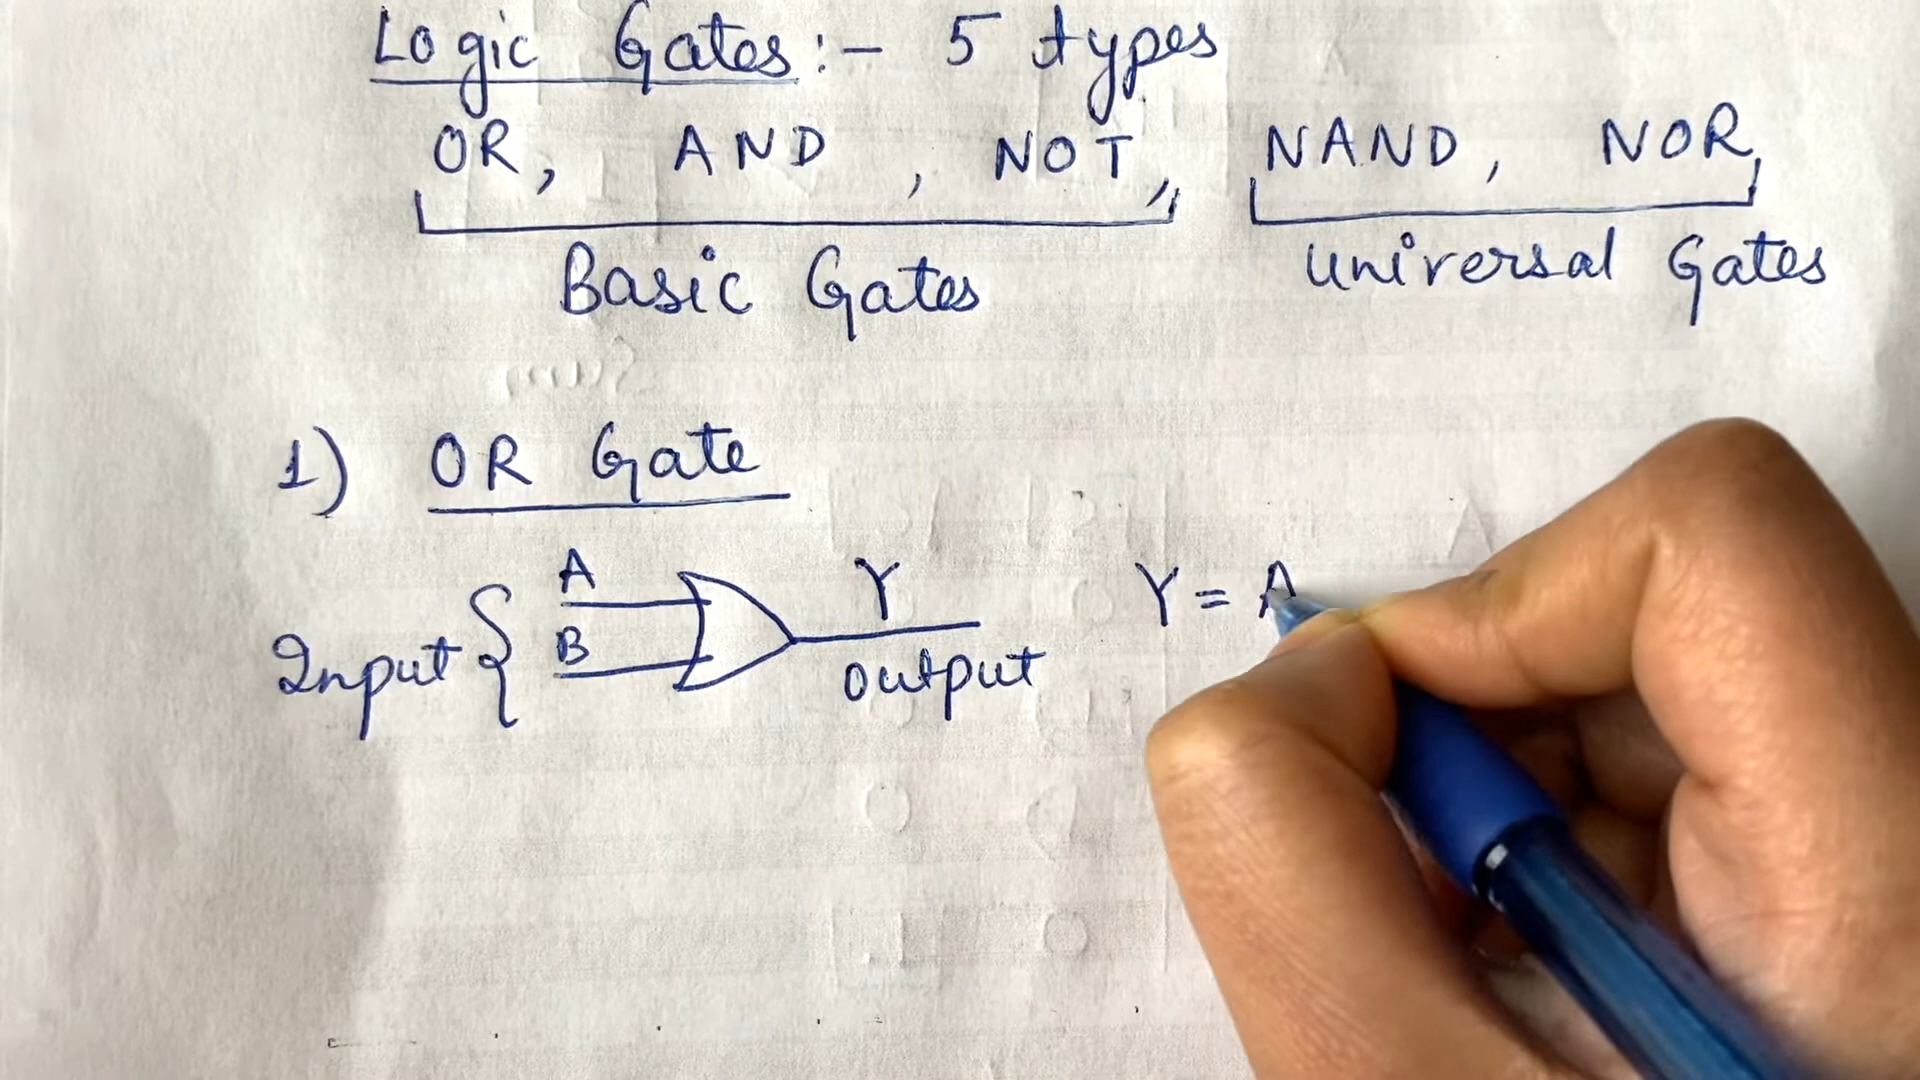 Logic Gates:- 5 types
OR, AND, NOT, NAND, NOR,
Basic Gates Universal Gates
1) OR Gate
Input { A B Y output Y = A